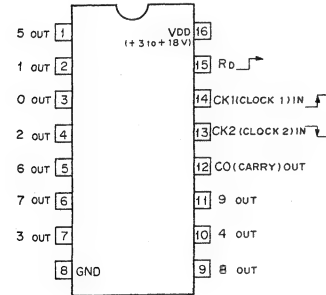 5 OUT 1
1 OUT 2
0 OUT 3
2 OUT 4
6 OUT 5
7 OUT 6
3 OUT 7
8 GND
VDD 16
(+3 to +18V)
15 RD
14 CK1 (CLOCK 1) IN
13 CK2 (CLOCK 2) IN
12 CO (CARRY) OUT
11 9 OUT
10 4 OUT
9 8 OUT